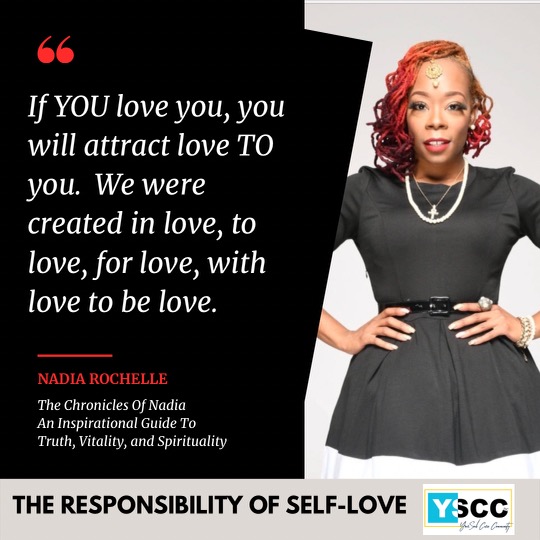 If YOU love you, you
will attract love TO
you.  We were
created in love, to
love, for love, with
love to be love.
NADIA ROCHELLE
The Chronicles Of Nadia
An Inspirational Guide To
Truth, Vitality, and Spirituality
THE RESPONSIBILITY OF SELF-LOVE
YSCC